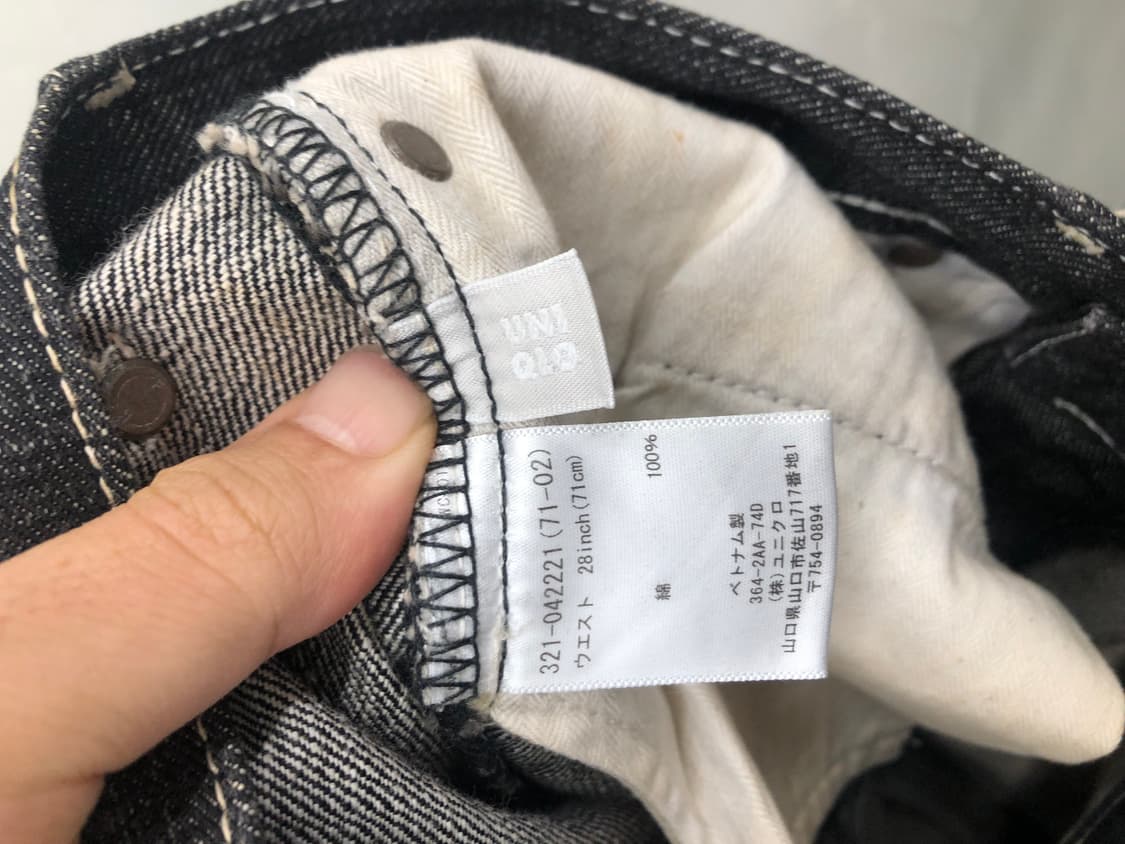 UNI
QLO
321-042221(71-02)
ウエスト 28inch(71cm)
綿 100%
ベトナム製
364-2AA-74D
(株)ユニクロ
山口県山口市佐山717番地1
〒754-0894